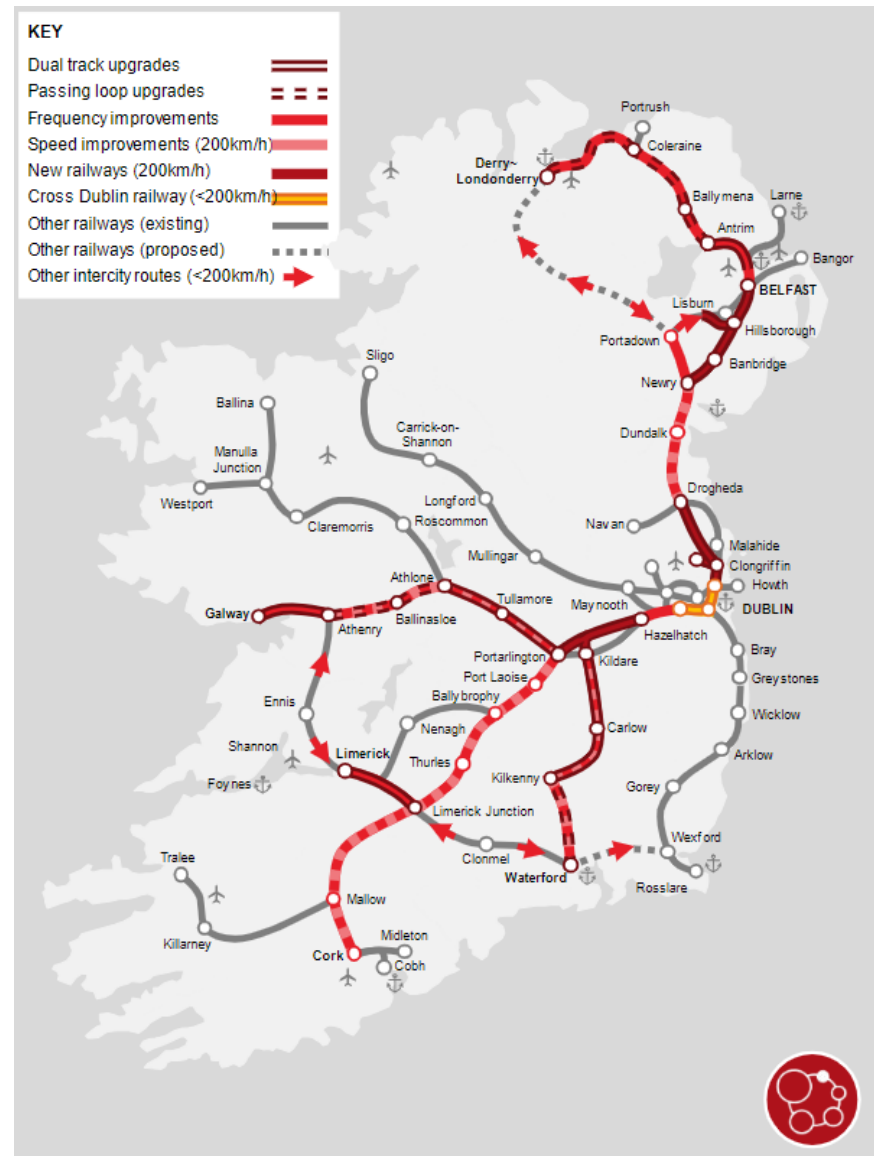 KEY
Dual track upgrades
Passing loop upgrades
Frequency improvements
Speed improvements (200km/h)
New railways (200km/h)
Cross Dublin railway (<200km/h)
Other railways (existing)
Other railways (proposed)
Other intercity routes (<200km/h)
Portrush
Coleraine
Derry~
Londonderry
Ballymena
Larne
Antrim
Bangor
BELFAST
Lisburn
Hillsborough
Portadown
Banbridge
Newry
Sligo
Ballina
Dundalk
Carrick-on-
Shannon
Manulla
Junction
Drogheda
Westport
Longford
Navan
Claremorris
Roscommon
Malahide
Mullingar
Clongriffin
Athlone
Howth
Tullamore
Maynooth
DUBLIN
Galway
Athenry
Ballinasloe
Hazelhatch
Portarlington
Kildare
Bray
Port Laoise
Greystones
Ballybrophy
Ennis
Nenagh
Wicklow
Carlow
Shannon
Limerick
Thurles
Arklow
Foynes
Kilkenny
Gorey
Limerick Junction
Wexford
Clonmel
Tralee
Waterford
Rosslare
Mallow
Killarney
Midleton
Cork
Cobh